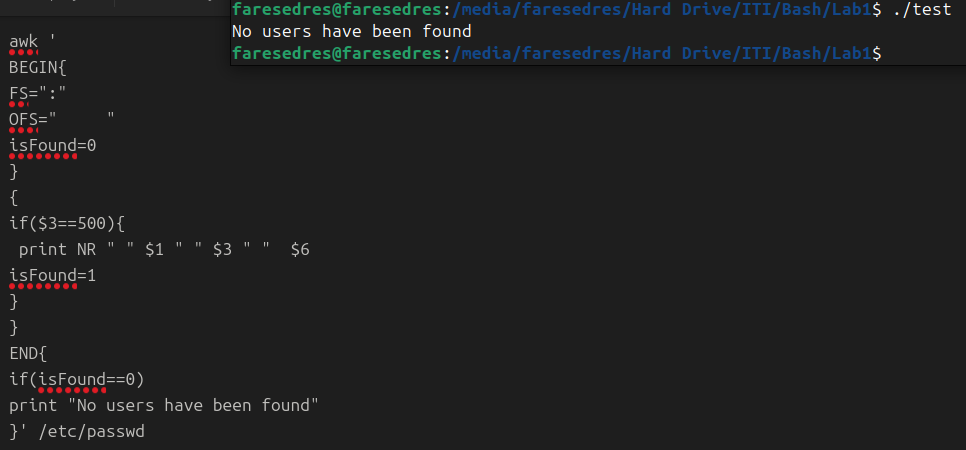 faresedres@faresedres:/media/faresedres/Hard Drive/ITI/Bash/Lab1$ ./test
No users have been found
faresedres@faresedres:/media/faresedres/Hard Drive/ITI/Bash/Lab1$
awk '
BEGIN{
FS=":"
OFS="     "
isFound=0
}
{
if($3==500){
 print NR " " $1 " " $3 " "  $6
isFound=1
}
}
END{
if(isFound==0)
print "No users have been found"
}' /etc/passwd